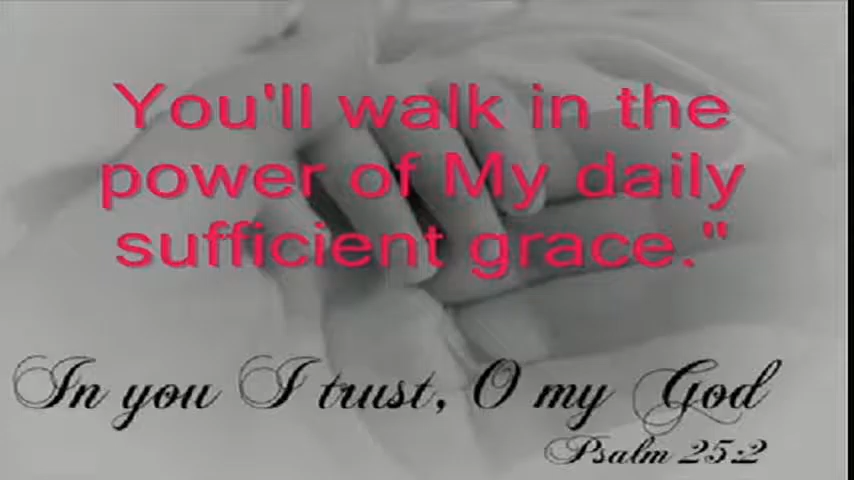 You'll walk in the
power of My daily
sufficient grace."
In you I trust, O my God
Psalm 25:2